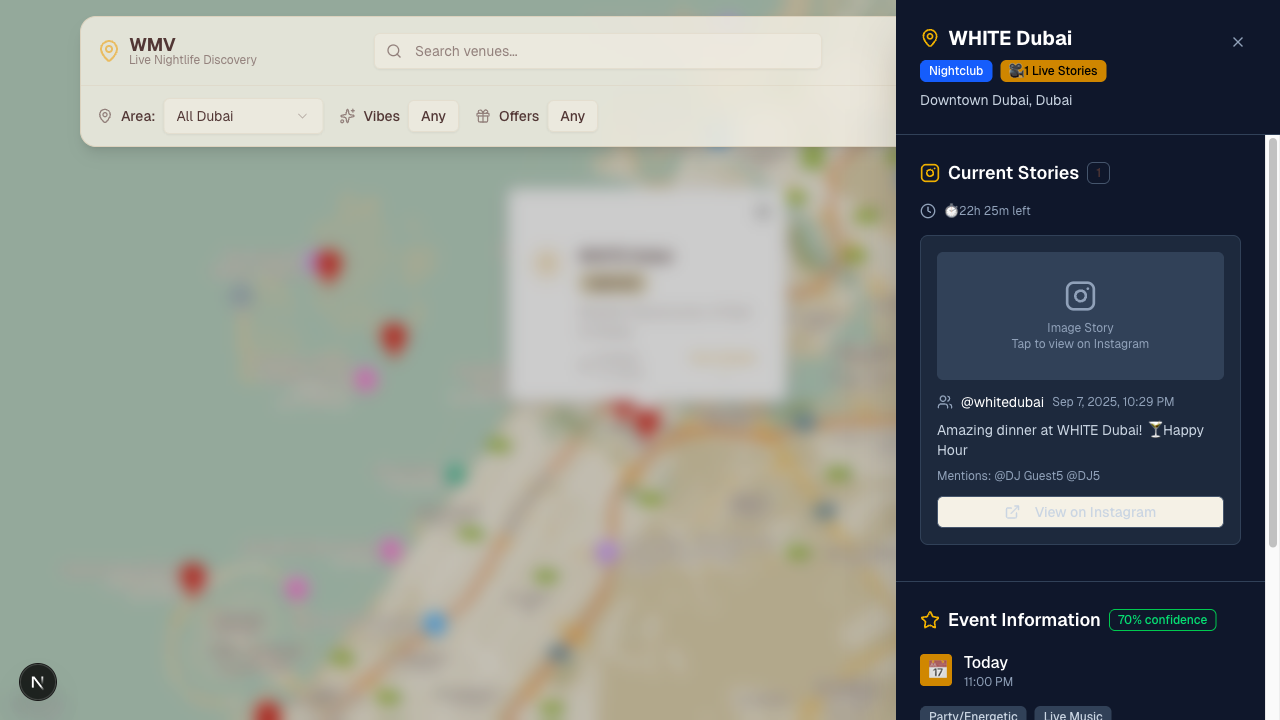 WMV
Live Nightlife Discovery
Search venues...
Area:
All Dubai
Vibes
Any
Offers
Any
WHITE Dubai
Nightclub
1 Live Stories
Downtown Dubai, Dubai
Current Stories
1
22h 25m left
Image Story
Tap to view on Instagram
@whitedubai Sep 7, 2025, 10:29 PM
Amazing dinner at WHITE Dubai! 🍸Happy
Hour
Mentions: @DJ Guest5 @DJ5
View on Instagram
Event Information
70% confidence
17
Today
11:00 PM
Party/Energetic
Live Music
N